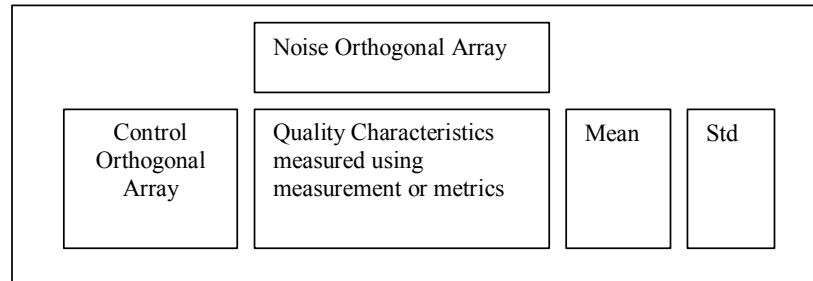 Noise Orthogonal Array
Control
Orthogonal
Array
Quality Characteristics
measured using
measurement or metrics
Mean
Std